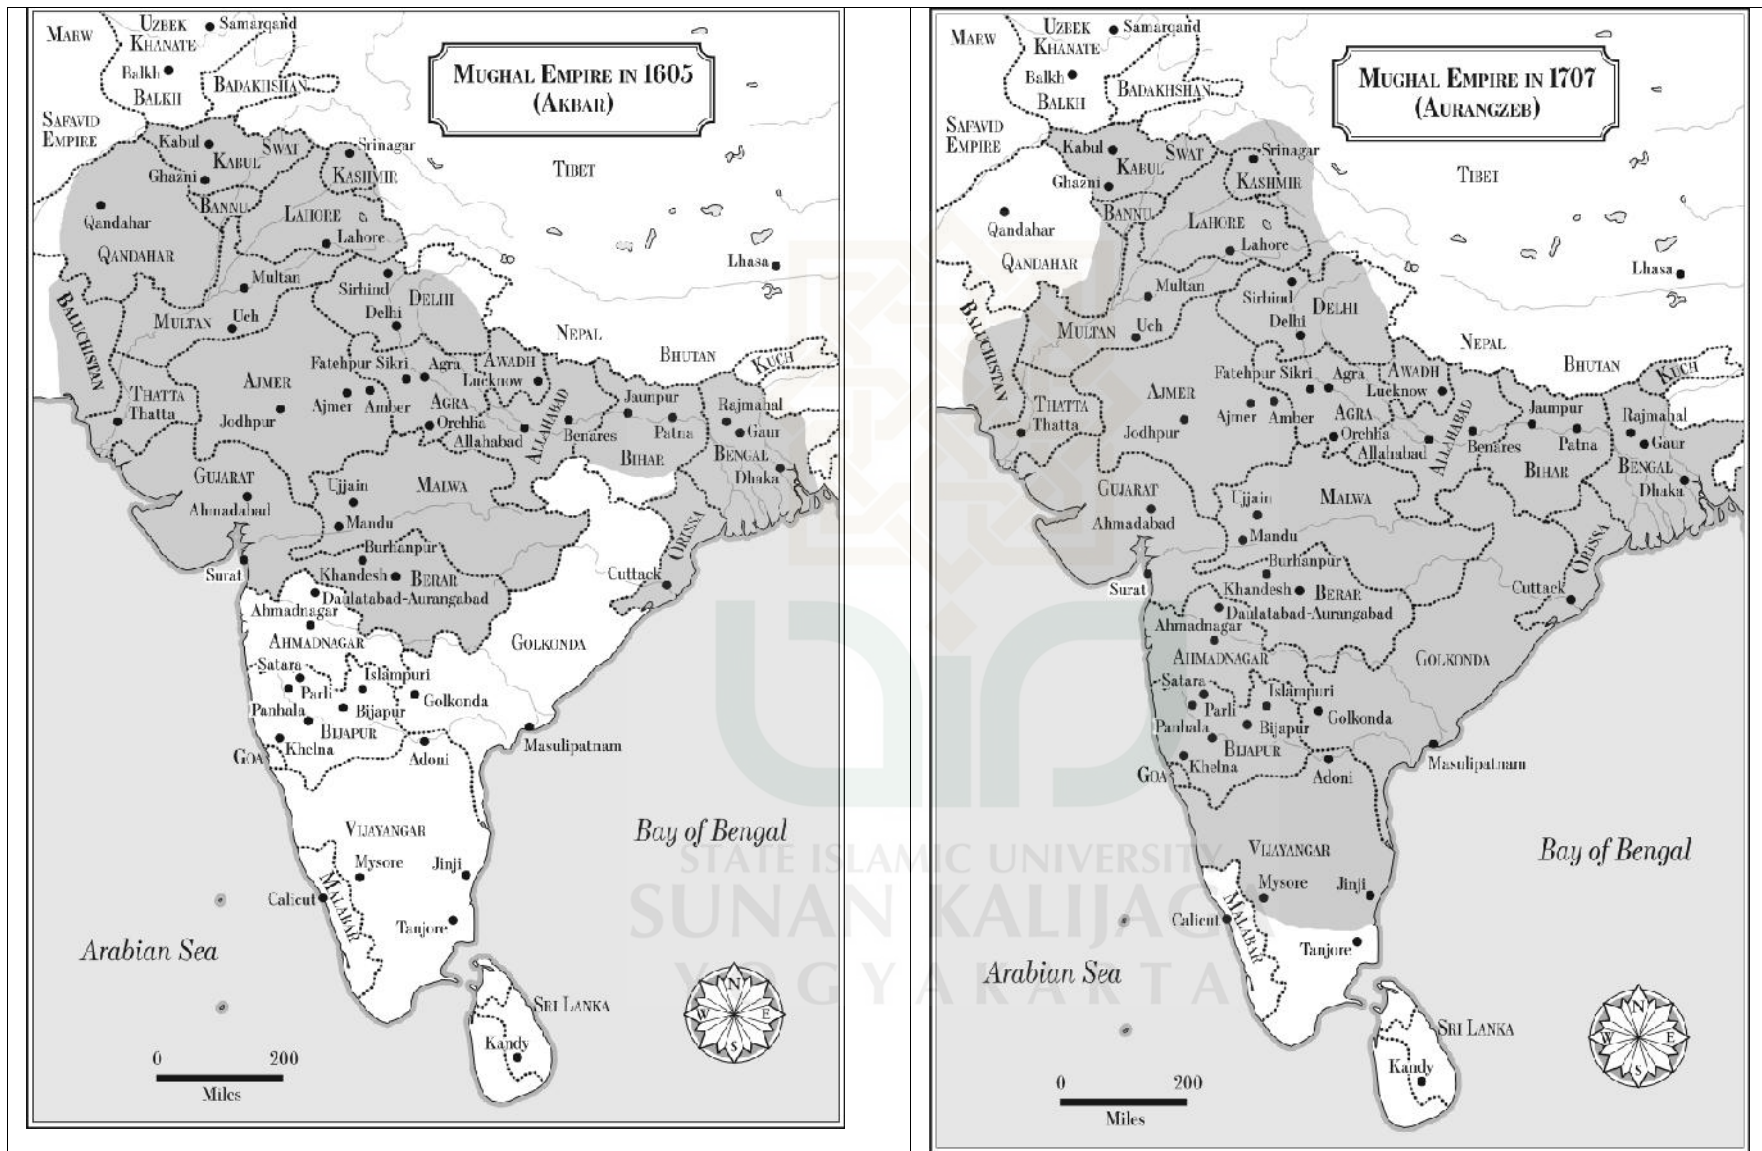 MUGHAL EMPIRE IN 1605
(AKBAR)
MARW
UZBEK
KHANATE
Samarqand
Balkh
BALKH
BADAKHSHAN
SAFAVID
EMPIRE
Kabul
KABUL
SWAT
Srinagar
KASHMIR
Ghazni
BANNU
TIBET
Qandahar
QANDAHAR
LAHORE
Lahore
Lhasa
Multan
Sirhind
DELHI
BALUCHISTAN
MULTAN
Uch
Delhi
NEPAL
BHUTAN
KUCH
Fatehpur Sikri
Agra
AWADH
Lucknow
AJMER
THATTA
Thatta
Ajmer
Amber
AGRA
Orchha
Jodhpur
Allahabad
ALLAHABAD
Benares
Jaunpur
Patna
Rajmahal
Gaur
BIHAR
BENGAL
Dhaka
GUJARAT
Ahmadabad
Ujjain
MALWA
Mandu
ORISSA
Burhanpur
Surat
Khandesh
BERAR
Cuttack
Daulatabad-Aurangabad
Ahmadnagar
AHMADNAGAR
GOLKONDA
Satara
Parli
Islampuri
Golkonda
Panhala
Bijapur
BIJAPUR
Khelna
GOA
Adoni
Masulipatnam
VIJAYANGAR
Mysore
Jinji
Bay of Bengal
Calicut
MALABAR
Tanjore
Arabian Sea
SRI LANKA
Kandy
N
W E
S
0 200
Miles
MUGHAL EMPIRE IN 1707
(AURANGZEB)
MARW
UZBEK
KHANATE
Samarqand
Balkh
BALKH
BADAKHSHAN
SAFAVID
EMPIRE
Kabul
KABUL
SWAT
Srinagar
KASHMIR
Ghazni
BANNU
TIBET
Qandahar
QANDAHAR
LAHORE
Lahore
Lhasa
Multan
Sirhind
DELHI
BALUCHISTAN
MULTAN
Uch
Delhi
NEPAL
BHUTAN
KUCH
Fatehpur Sikri
Agra
AWADH
Lucknow
AJMER
THATTA
Thatta
Ajmer
Amber
AGRA
Orchha
Jodhpur
Allahabad
ALLAHABAD
Benares
Jaunpur
Patna
Rajmahal
Gaur
BIHAR
BENGAL
Dhaka
GUJARAT
Ahmadabad
Ujjain
MALWA
Mandu
ORISSA
Burhanpur
Surat
Khandesh
BERAR
Cuttack
Daulatabad-Aurangabad
Ahmadnagar
AHMADNAGAR
GOLKONDA
Satara
Parli
Islampuri
Golkonda
Panhala
Bijapur
BIJAPUR
Khelna
GOA
Adoni
Masulipatnam
VIJAYANGAR
Mysore
Jinji
Bay of Bengal
Calicut
MALABAR
Tanjore
Arabian Sea
SRI LANKA
Kandy
N
W E
S
0 200
Miles
STATE ISLAMIC UNIVERSITY
SUNAN KALIJAGA
YOGYAKARTA